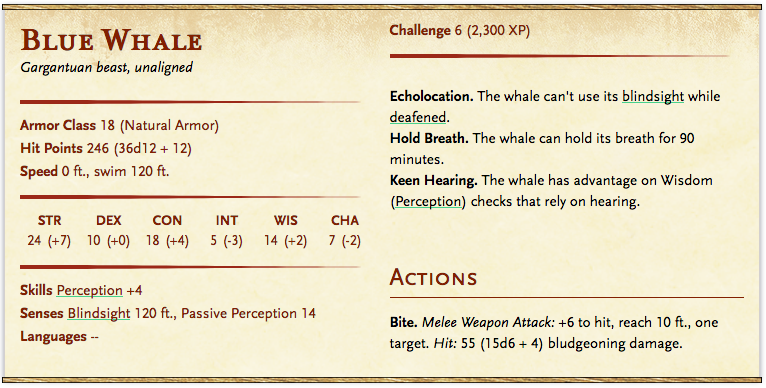 BLUE WHALE
Gargantuan beast, unaligned
Armor Class 18 (Natural Armor)
Hit Points 246 (36d12 + 12)
Speed 0 ft., swim 120 ft.
STR DEX CON INT WIS CHA
24 (+7) 10 (+0) 18 (+4) 5 (-3) 14 (+2) 7 (-2)
Skills Perception +4
Senses Blindsight 120 ft., Passive Perception 14
Languages --
Challenge 6 (2,300 XP)
Echolocation. The whale can't use its blindsight while
deafened.
Hold Breath. The whale can hold its breath for 90
minutes.
Keen Hearing. The whale has advantage on Wisdom
(Perception) checks that rely on hearing.
ACTIONS
Bite. Melee Weapon Attack: +6 to hit, reach 10 ft., one
target. Hit: 55 (15d6 + 4) bludgeoning damage.